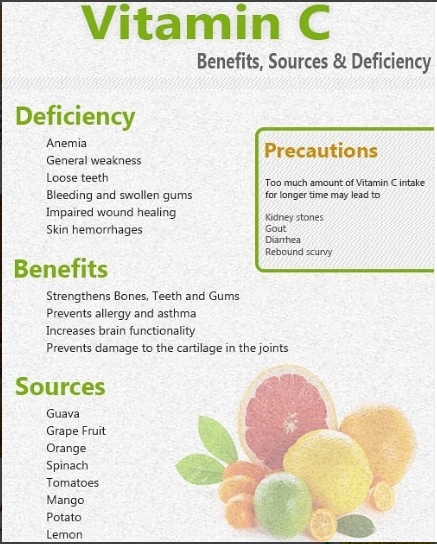 Vitamin C
Benefits, Sources & Deficiency
Deficiency
Anemia
General weakness
Loose teeth
Bleeding and swollen gums
Impaired wound healing
Skin hemorrhages
Precautions
Too much amount of Vitamin C intake
for longer time may lead to
Kidney stones
Gout
Diarrhea
Rebound scurvy
Benefits
Strengthens Bones, Teeth and Gums
Prevents allergy and asthma
Increases brain functionality
Prevents damage to the cartilage in the joints
Sources
Guava
Grape Fruit
Orange
Spinach
Tomatoes
Mango
Potato
Lemon